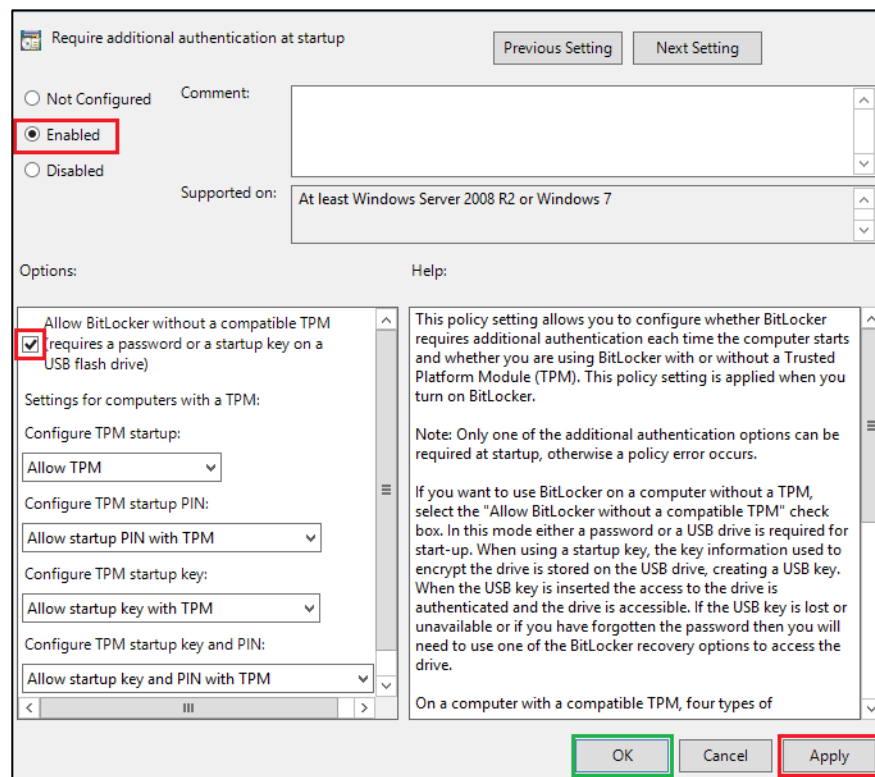 Require additional authentication at startup
Previous Setting
Next Setting
Not Configured
Comment:
Enabled
Disabled
Supported on:
At least Windows Server 2008 R2 or Windows 7
Options:
Help:
Allow BitLocker without a compatible TPM
(requires a password or a startup key on a
USB flash drive)
Settings for computers with a TPM:
Configure TPM startup:
Allow TPM
Configure TPM startup PIN:
Allow startup PIN with TPM
Configure TPM startup key:
Allow startup key with TPM
Configure TPM startup key and PIN:
Allow startup key and PIN with TPM
This policy setting allows you to configure whether BitLocker
requires additional authentication each time the computer starts
and whether you are using BitLocker with or without a Trusted
Platform Module (TPM). This policy setting is applied when you
turn on BitLocker.
Note: Only one of the additional authentication options can be
required at startup, otherwise a policy error occurs.
If you want to use BitLocker on a computer without a TPM,
select the "Allow BitLocker without a compatible TPM" check
box. In this mode either a password or a USB drive is required for
start-up. When using a startup key, the key information used to
encrypt the drive is stored on the USB drive, creating a USB key.
When the USB key is inserted the access to the drive is
authenticated and the drive is accessible. If the USB key is lost or
unavailable or if you have forgotten the password then you will
need to use one of the BitLocker recovery options to access the
drive.
On a computer with a compatible TPM, four types of
OK
Cancel
Apply